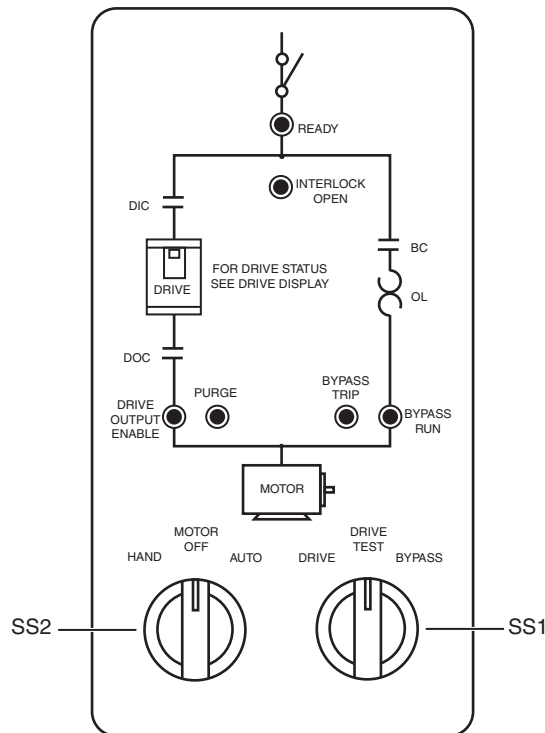 READY
INTERLOCK
OPEN
DIC
BC
FOR DRIVE STATUS
SEE DRIVE DISPLAY
DRIVE
OL
DOC
PURGE
BYPASS
TRIP
DRIVE
OUTPUT
ENABLE
BYPASS
RUN
MOTOR
HAND
MOTOR
OFF
AUTO
DRIVE
DRIVE
TEST
BYPASS
SS2
SS1